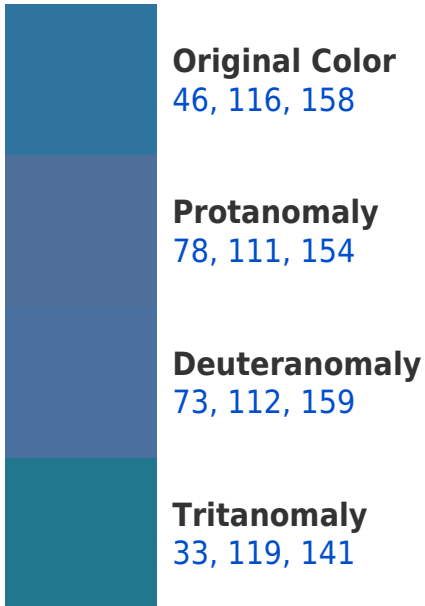 Original Color
46, 116, 158
Protanomaly
78, 111, 154
Deuteranomaly
73, 112, 159
Tritanomaly
33, 119, 141